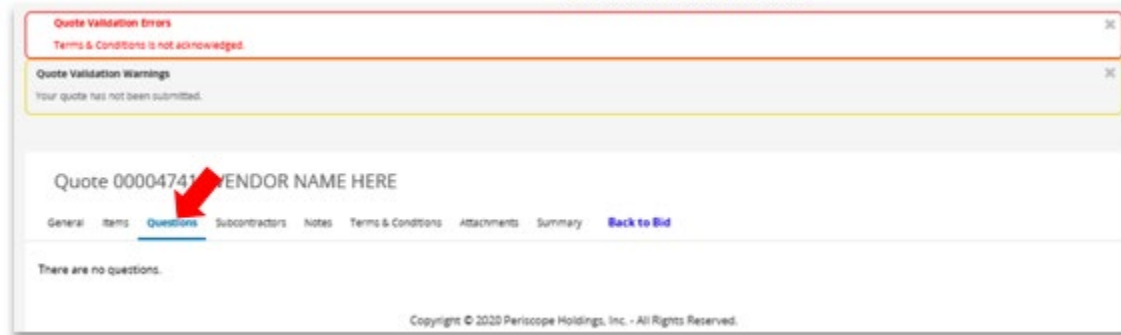 Quote Validation Errors
Terms & Conditions is not acknowledged.
Quote Validation Warnings
Your quote has not been submitted.
Quote 00004741 VENDOR NAME HERE
General Items Questions Subcontractors Notes Terms & Conditions Attachments Summary Back to Bid
There are no questions.
Copyright © 2020 Periscope Holdings, Inc. - All Rights Reserved.